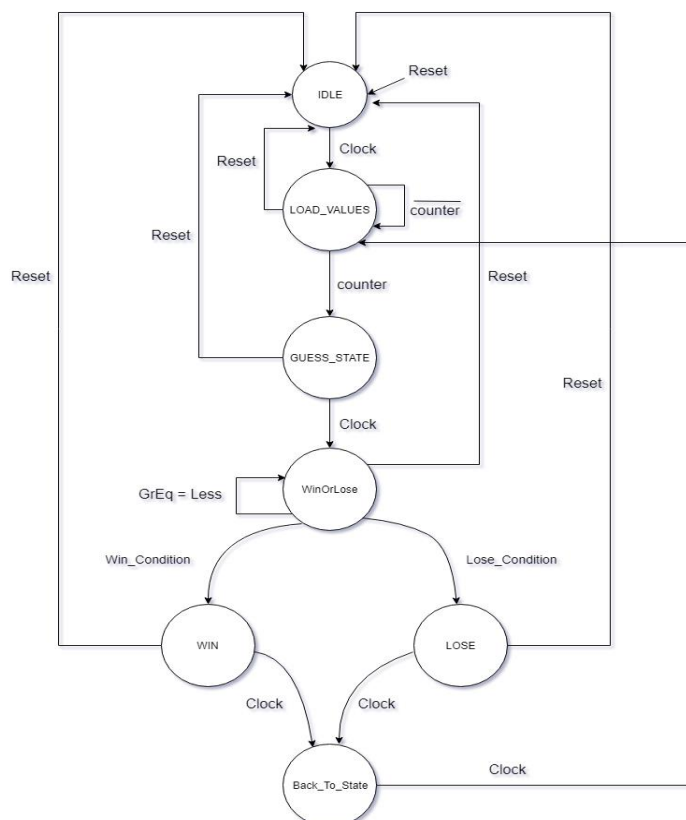 Reset
IDLE
Clock
Reset
LOAD_VALUES
counter
Reset
Reset
Reset
counter
GUESS_STATE
Reset
Clock
GrEq = Less
WinOrLose
Win_Condition
Lose_Condition
WIN
LOSE
Clock
Clock
Back_To_State
Clock